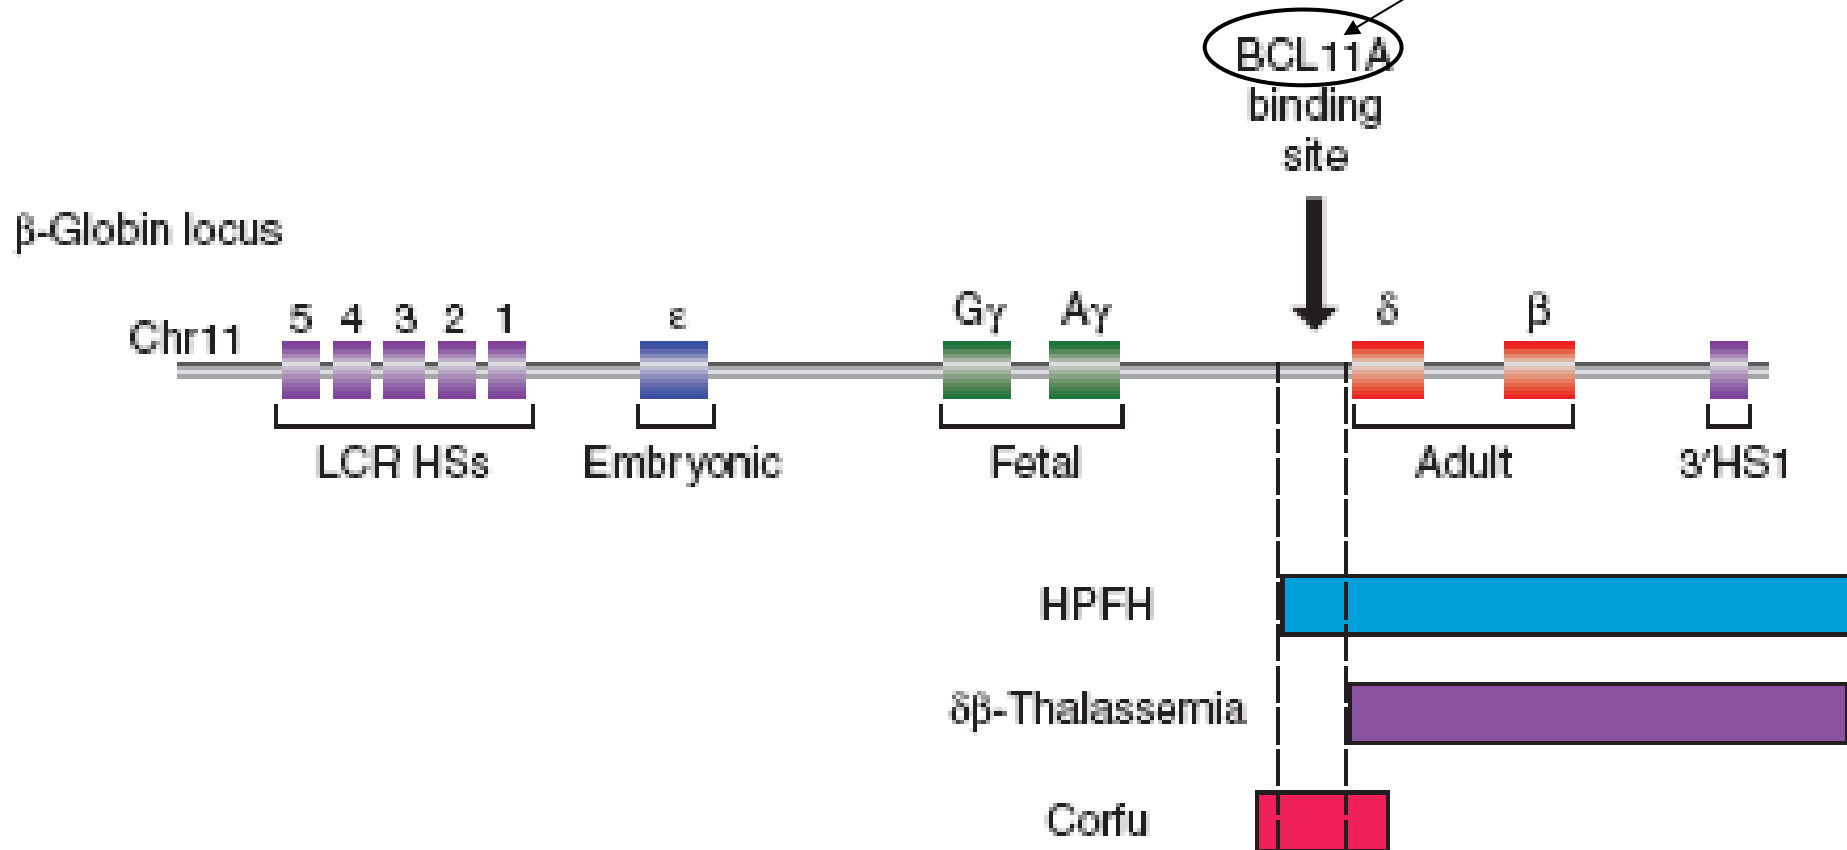 BCL11A
binding
site
β-Globin locus
Chr11
5 4 3 2 1 ε Gγ Aγ δ β
LCR HSs Embryonic Fetal Adult 3′HS1
HPFH
δβ-Thalassemia
Corfu